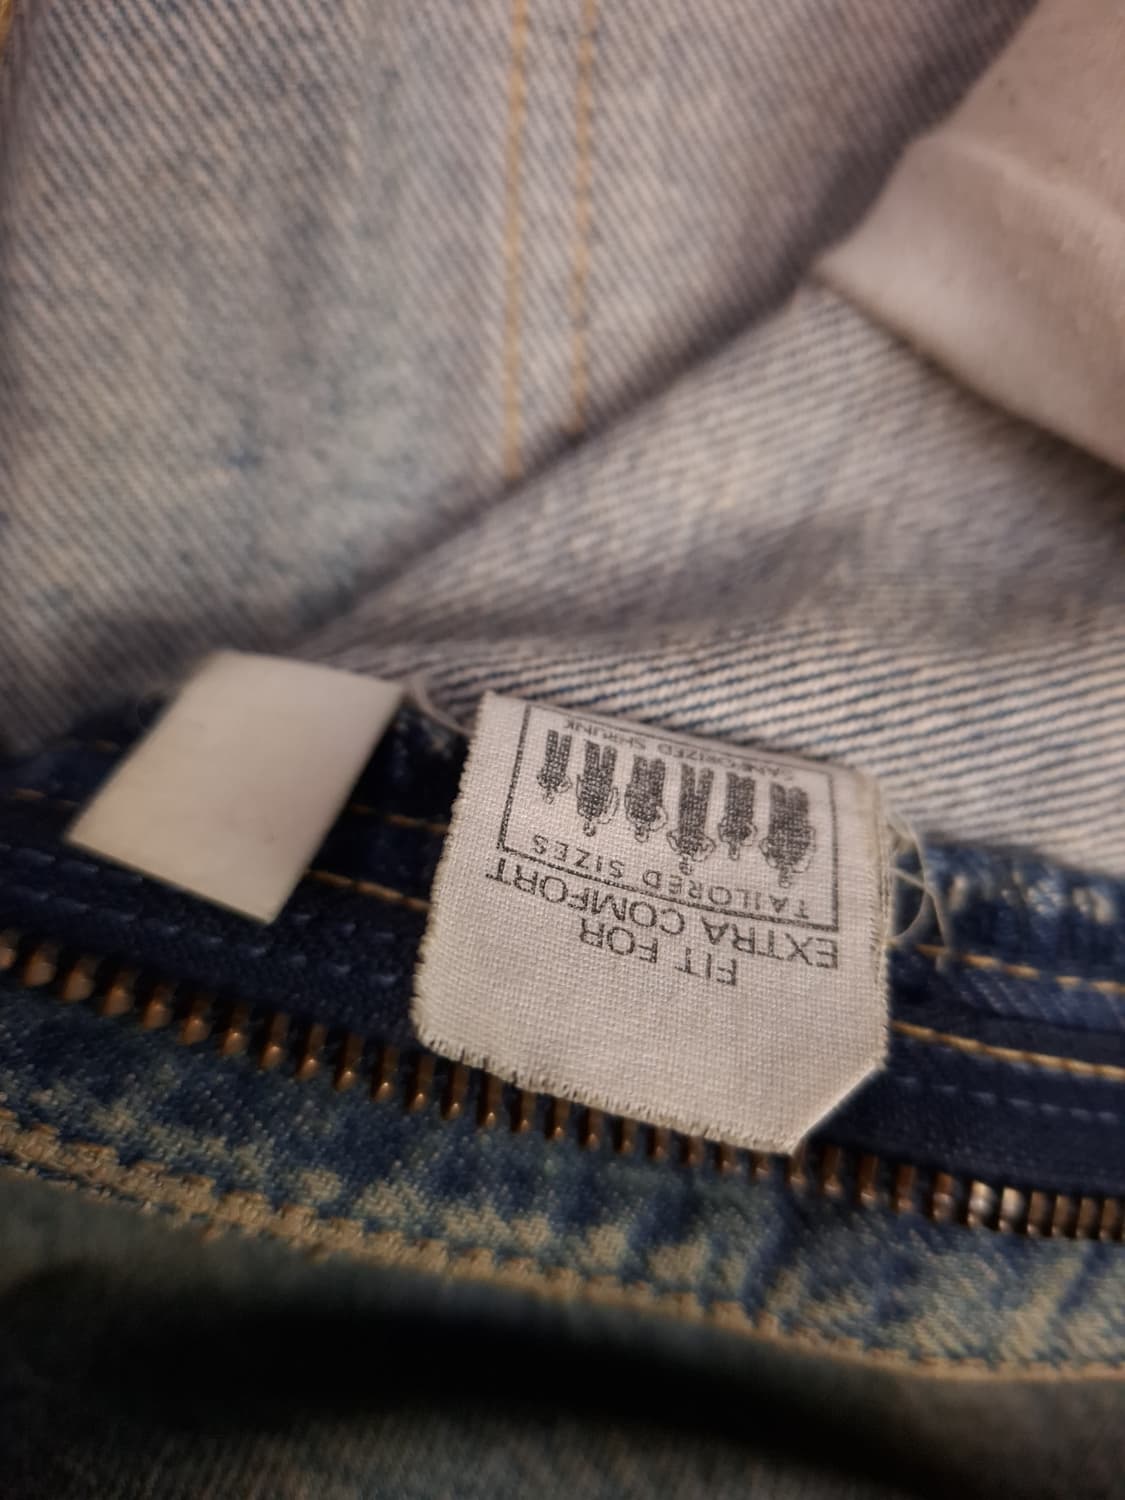 FIT FOR
EXTRA COMFORT
TAILORED SIZES
SANFORIZED SHRUNK